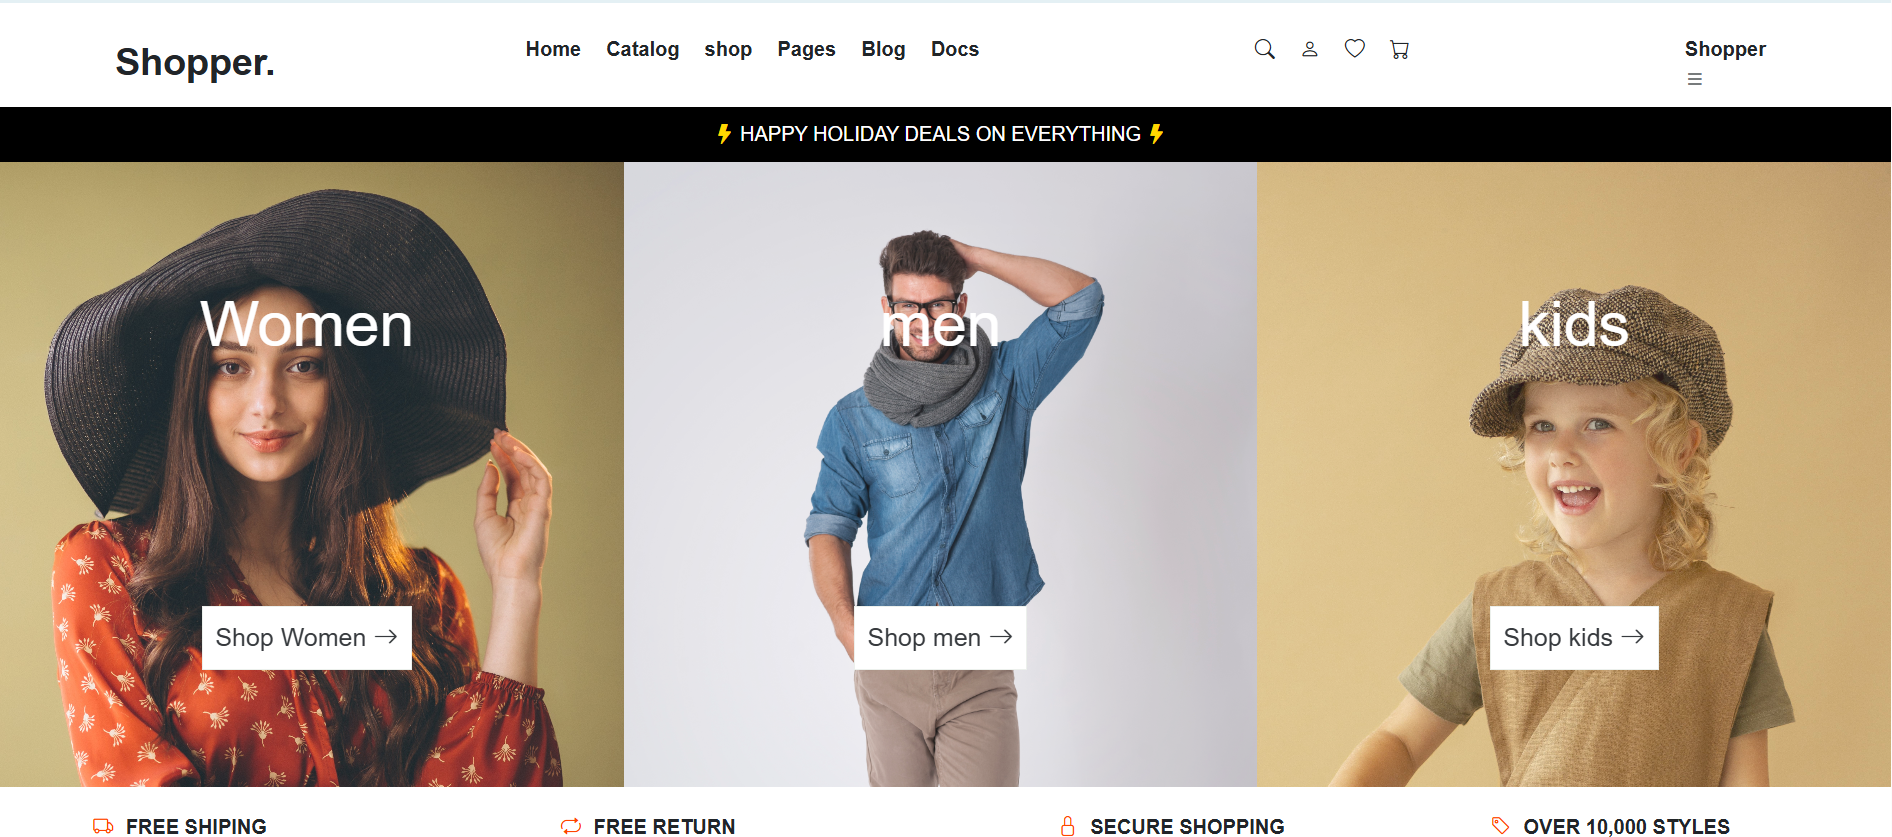 Shopper.
Home Catalog shop Pages Blog Docs
Shopper
HAPPY HOLIDAY DEALS ON EVERYTHING
Women
men
kids
Shop Women
Shop men
Shop kids
FREE SHIPING
FREE RETURN
SECURE SHOPPING
OVER 10,000 STYLES